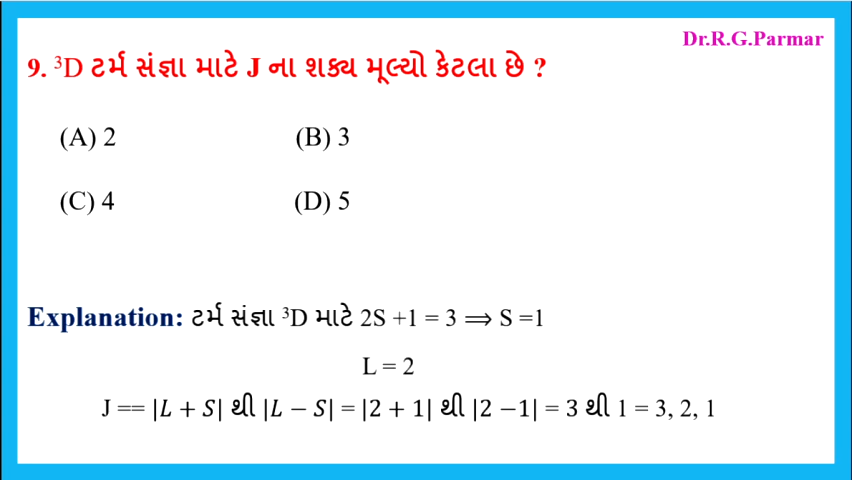 Dr.R.G.Parmar
9. ³D ટર્મ સંજ્ઞા માટે J ના શક્ય મૂલ્યો કેટલા છે ?
(A) 2 (B) 3
(C) 4 (D) 5
Explanation: ટર્મ સંજ્ઞા ³D માટે 2S +1 = 3 ⟹ S =1
L = 2
J == |L + S| થી |L − S| = |2 + 1| થી |2 −1| = 3 થી 1 = 3, 2, 1